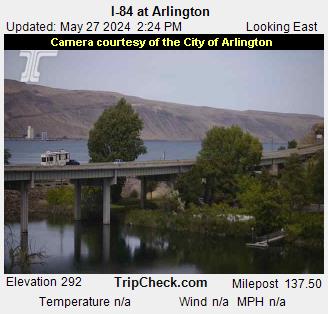 I-84 at Arlington
Updated: May 27 2024 2:24 PM Looking East
Camera courtesy of the City of Arlington
Elevation 292 TripCheck.com Milepost 137.50
Temperature n/a Wind n/a MPH n/a